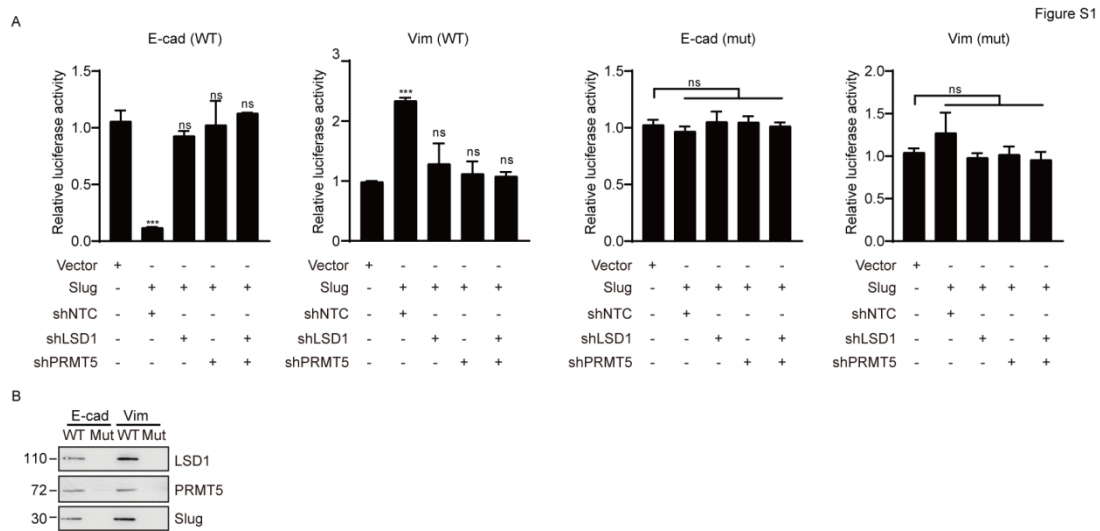 Figure S1
A
E-cad (WT)
Relative luciferase activity
1.5
1.0
0.5
0.0
***
ns
ns
ns
Vector + - - - -
Slug - + + + +
shNTC - + - - -
shLSD1 - - + - +
shPRMT5 - - - + +
Vim (WT)
Relative luciferase activity
3
2
1
0
***
ns
ns
ns
Vector + - - - -
Slug - + + + +
shNTC - + - - -
shLSD1 - - + - +
shPRMT5 - - - + +
E-cad (mut)
Relative luciferase activity
1.5
1.0
0.5
0.0
ns
Vector + - - - -
Slug - + + + +
shNTC - + - - -
shLSD1 - - + - +
shPRMT5 - - - + +
Vim (mut)
Relative luciferase activity
2.0
1.5
1.0
0.5
0.0
ns
Vector + - - - -
Slug - + + + +
shNTC - + - - -
shLSD1 - - + - +
shPRMT5 - - - + +
B
E-cad Vim
WT Mut WT Mut
110 LSD1
72 PRMT5
30 Slug